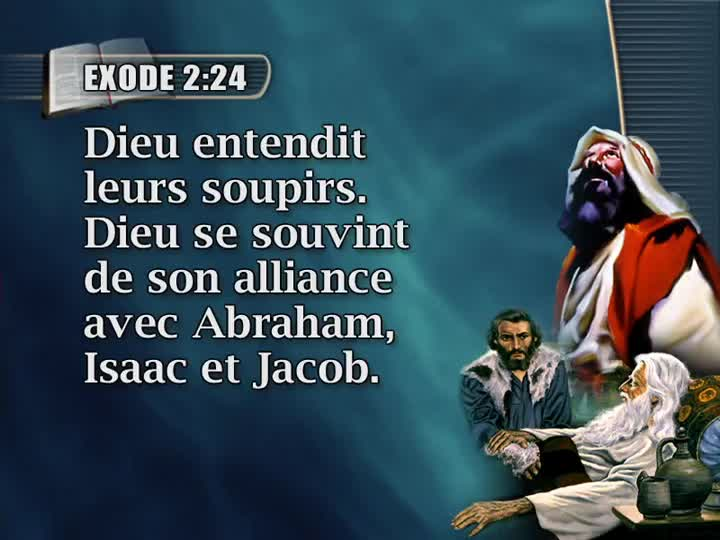 EXODE 2:24
Dieu entendit
leurs soupirs.
Dieu se souvint
de son alliance
avec Abraham,
Isaac et Jacob.